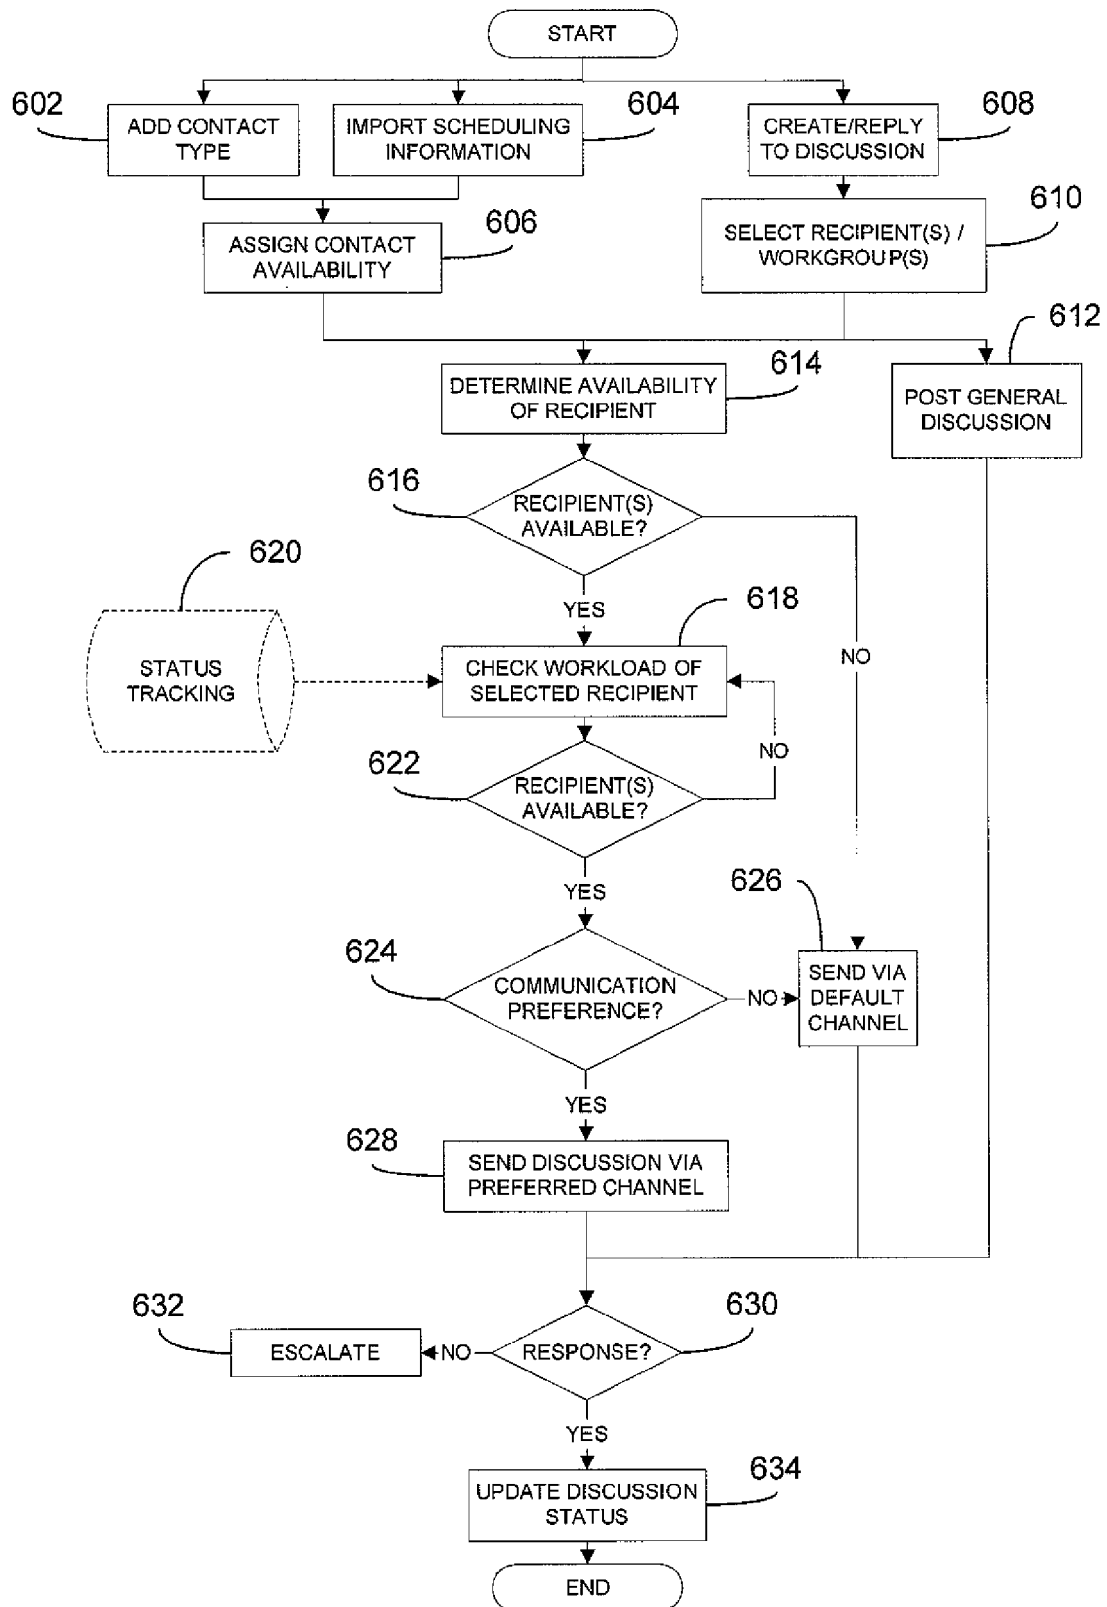 START
602
ADD CONTACT
TYPE
604
IMPORT SCHEDULING
INFORMATION
608
CREATE/REPLY
TO DISCUSSION
606
ASSIGN CONTACT
AVAILABILITY
610
SELECT RECIPIENT(S) /
WORKGROUP(S)
612
POST GENERAL
DISCUSSION
614
DETERMINE AVAILABILITY
OF RECIPIENT
616
RECIPIENT(S)
AVAILABLE?
YES
NO
620
STATUS
TRACKING
618
CHECK WORKLOAD OF
SELECTED RECIPIENT
NO
622
RECIPIENT(S)
AVAILABLE?
YES
624
COMMUNICATION
PREFERENCE?
NO
626
SEND VIA
DEFAULT
CHANNEL
YES
628
SEND DISCUSSION VIA
PREFERRED CHANNEL
632
ESCALATE
NO
630
RESPONSE?
YES
634
UPDATE DISCUSSION
STATUS
END